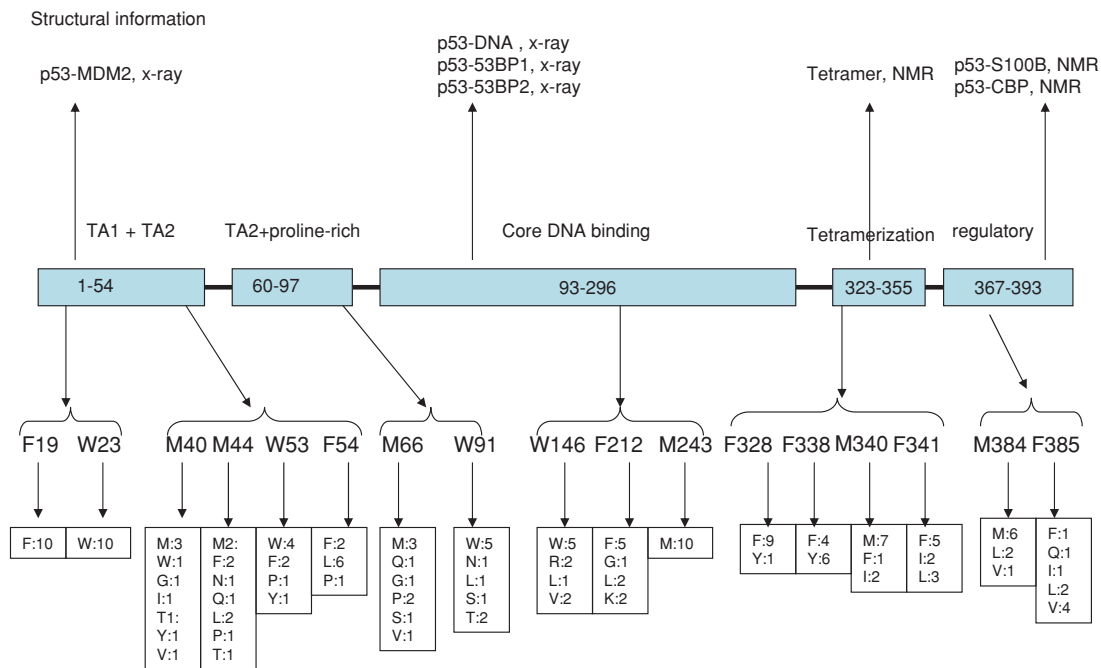 Structural information
p53-MDM2, x-ray
p53-DNA , x-ray
p53-53BP1, x-ray
p53-53BP2, x-ray
Tetramer, NMR
p53-S100B, NMR
p53-CBP, NMR
TA1 + TA2
TA2+proline-rich
Core DNA binding
Tetramerization
regulatory
1-54
60-97
93-296
323-355
367-393
F19
W23
M40
M44
W53
F54
M66
W91
W146
F212
M243
F328
F338
M340
F341
M384
F385
F:10
W:10
M:3
W:1
G:1
I:1
T1:
Y:1
V:1
M2:
F:2
N:1
Q:1
L:2
P:1
T:1
W:4
F:2
P:1
Y:1
F:2
L:6
P:1
M:3
Q:1
G:1
P:2
S:1
V:1
W:5
N:1
L:1
S:1
T:2
W:5
R:2
L:1
V:2
F:5
G:1
L:2
K:2
M:10
F:9
Y:1
F:4
Y:6
M:7
F:1
I:2
F:5
I:2
L:3
M:6
L:2
V:1
F:1
Q:1
I:1
L:2
V:4